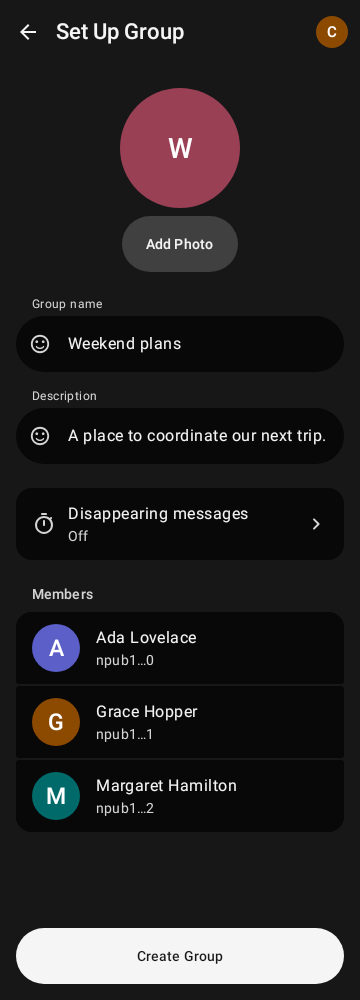 Set Up Group
C
W
Add Photo
Group name
Weekend plans
Description
A place to coordinate our next trip.
Disappearing messages
Off
Members
A
Ada Lovelace
npub1…0
G
Grace Hopper
npub1…1
M
Margaret Hamilton
npub1…2
Create Group